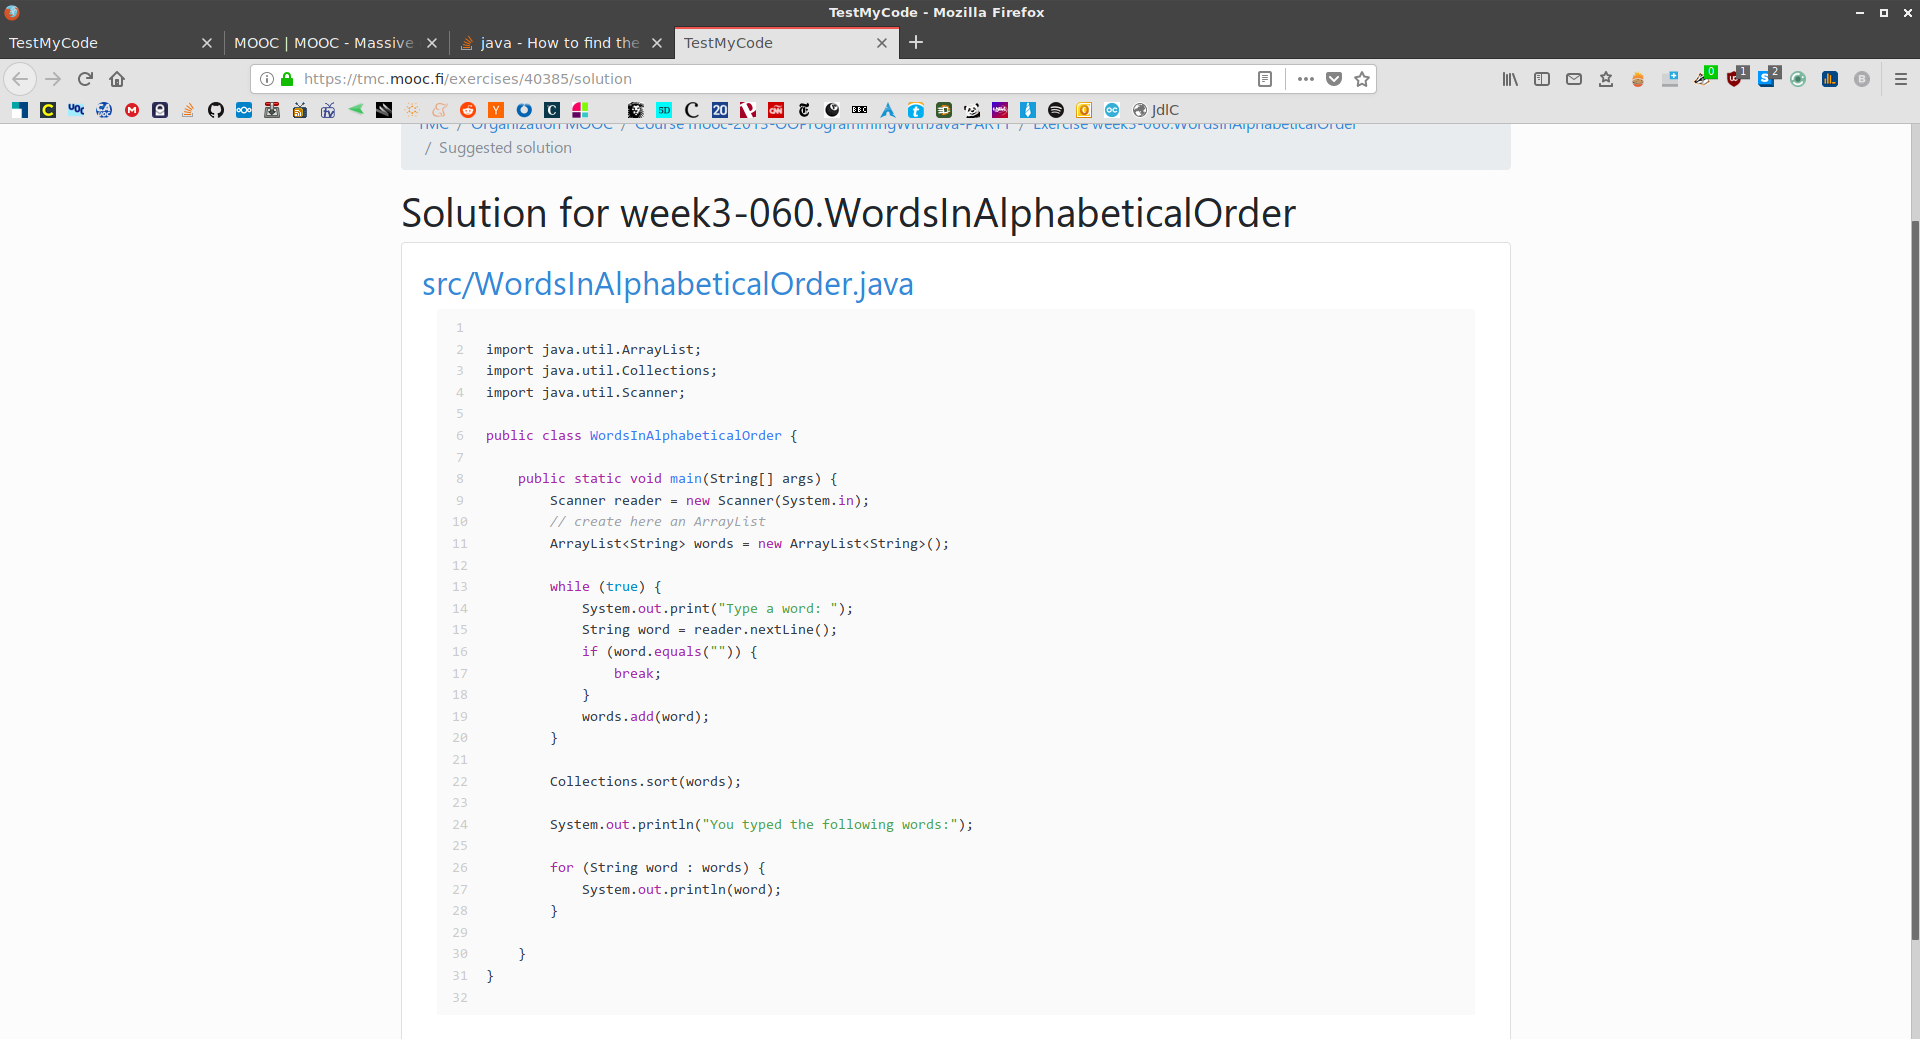 TestMyCode - Mozilla Firefox
TestMyCode
MOOC | MOOC - Massive
java - How to find the
TestMyCode
https://tmc.mooc.fi/exercises/40385/solution
0
1
2
JdlC
TMC / Organization MOOC / Course mooc-2013-OOProgrammingWithJava-PART1 / Exercise week3-060.WordsInAlphabeticalOrder
/ Suggested solution
Solution for week3-060.WordsInAlphabeticalOrder
src/WordsInAlphabeticalOrder.java
1
2 import java.util.ArrayList;
3 import java.util.Collections;
4 import java.util.Scanner;
5
6 public class WordsInAlphabeticalOrder {
7
8 public static void main(String[] args) {
9 Scanner reader = new Scanner(System.in);
10 // create here an ArrayList
11 ArrayList<String> words = new ArrayList<String>();
12
13 while (true) {
14 System.out.print("Type a word: ");
15 String word = reader.nextLine();
16 if (word.equals("")) {
17 break;
18 }
19 words.add(word);
20 }
21
22 Collections.sort(words);
23
24 System.out.println("You typed the following words:");
25
26 for (String word : words) {
27 System.out.println(word);
28 }
29
30 }
31 }
32